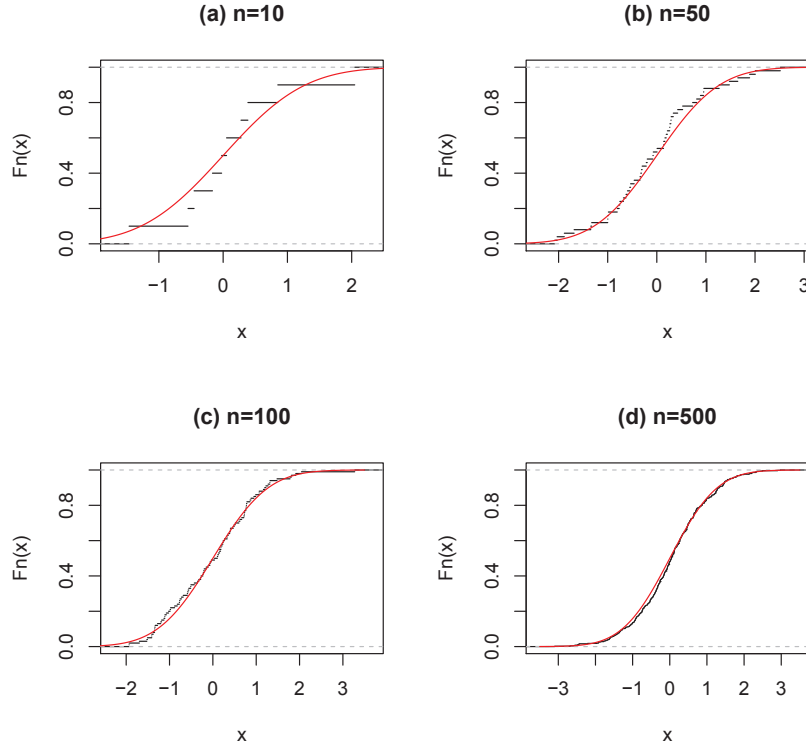 (a) n=10
Fn(x)
0.0 0.4 0.8
−1 0 1 2
x
(b) n=50
Fn(x)
0.0 0.4 0.8
−2 −1 0 1 2 3
x
(c) n=100
Fn(x)
0.0 0.4 0.8
−2 −1 0 1 2 3
x
(d) n=500
Fn(x)
0.0 0.4 0.8
−3 −1 0 1 2 3
x